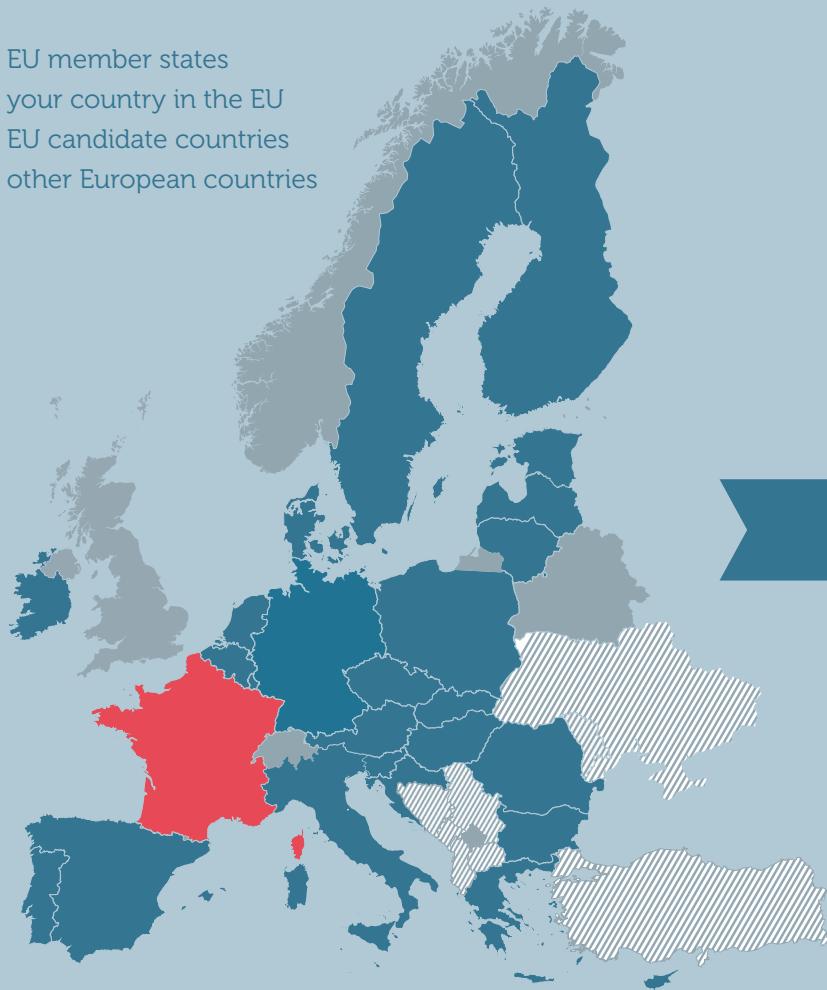 EU member states
your country in the EU
EU candidate countries
other European countries